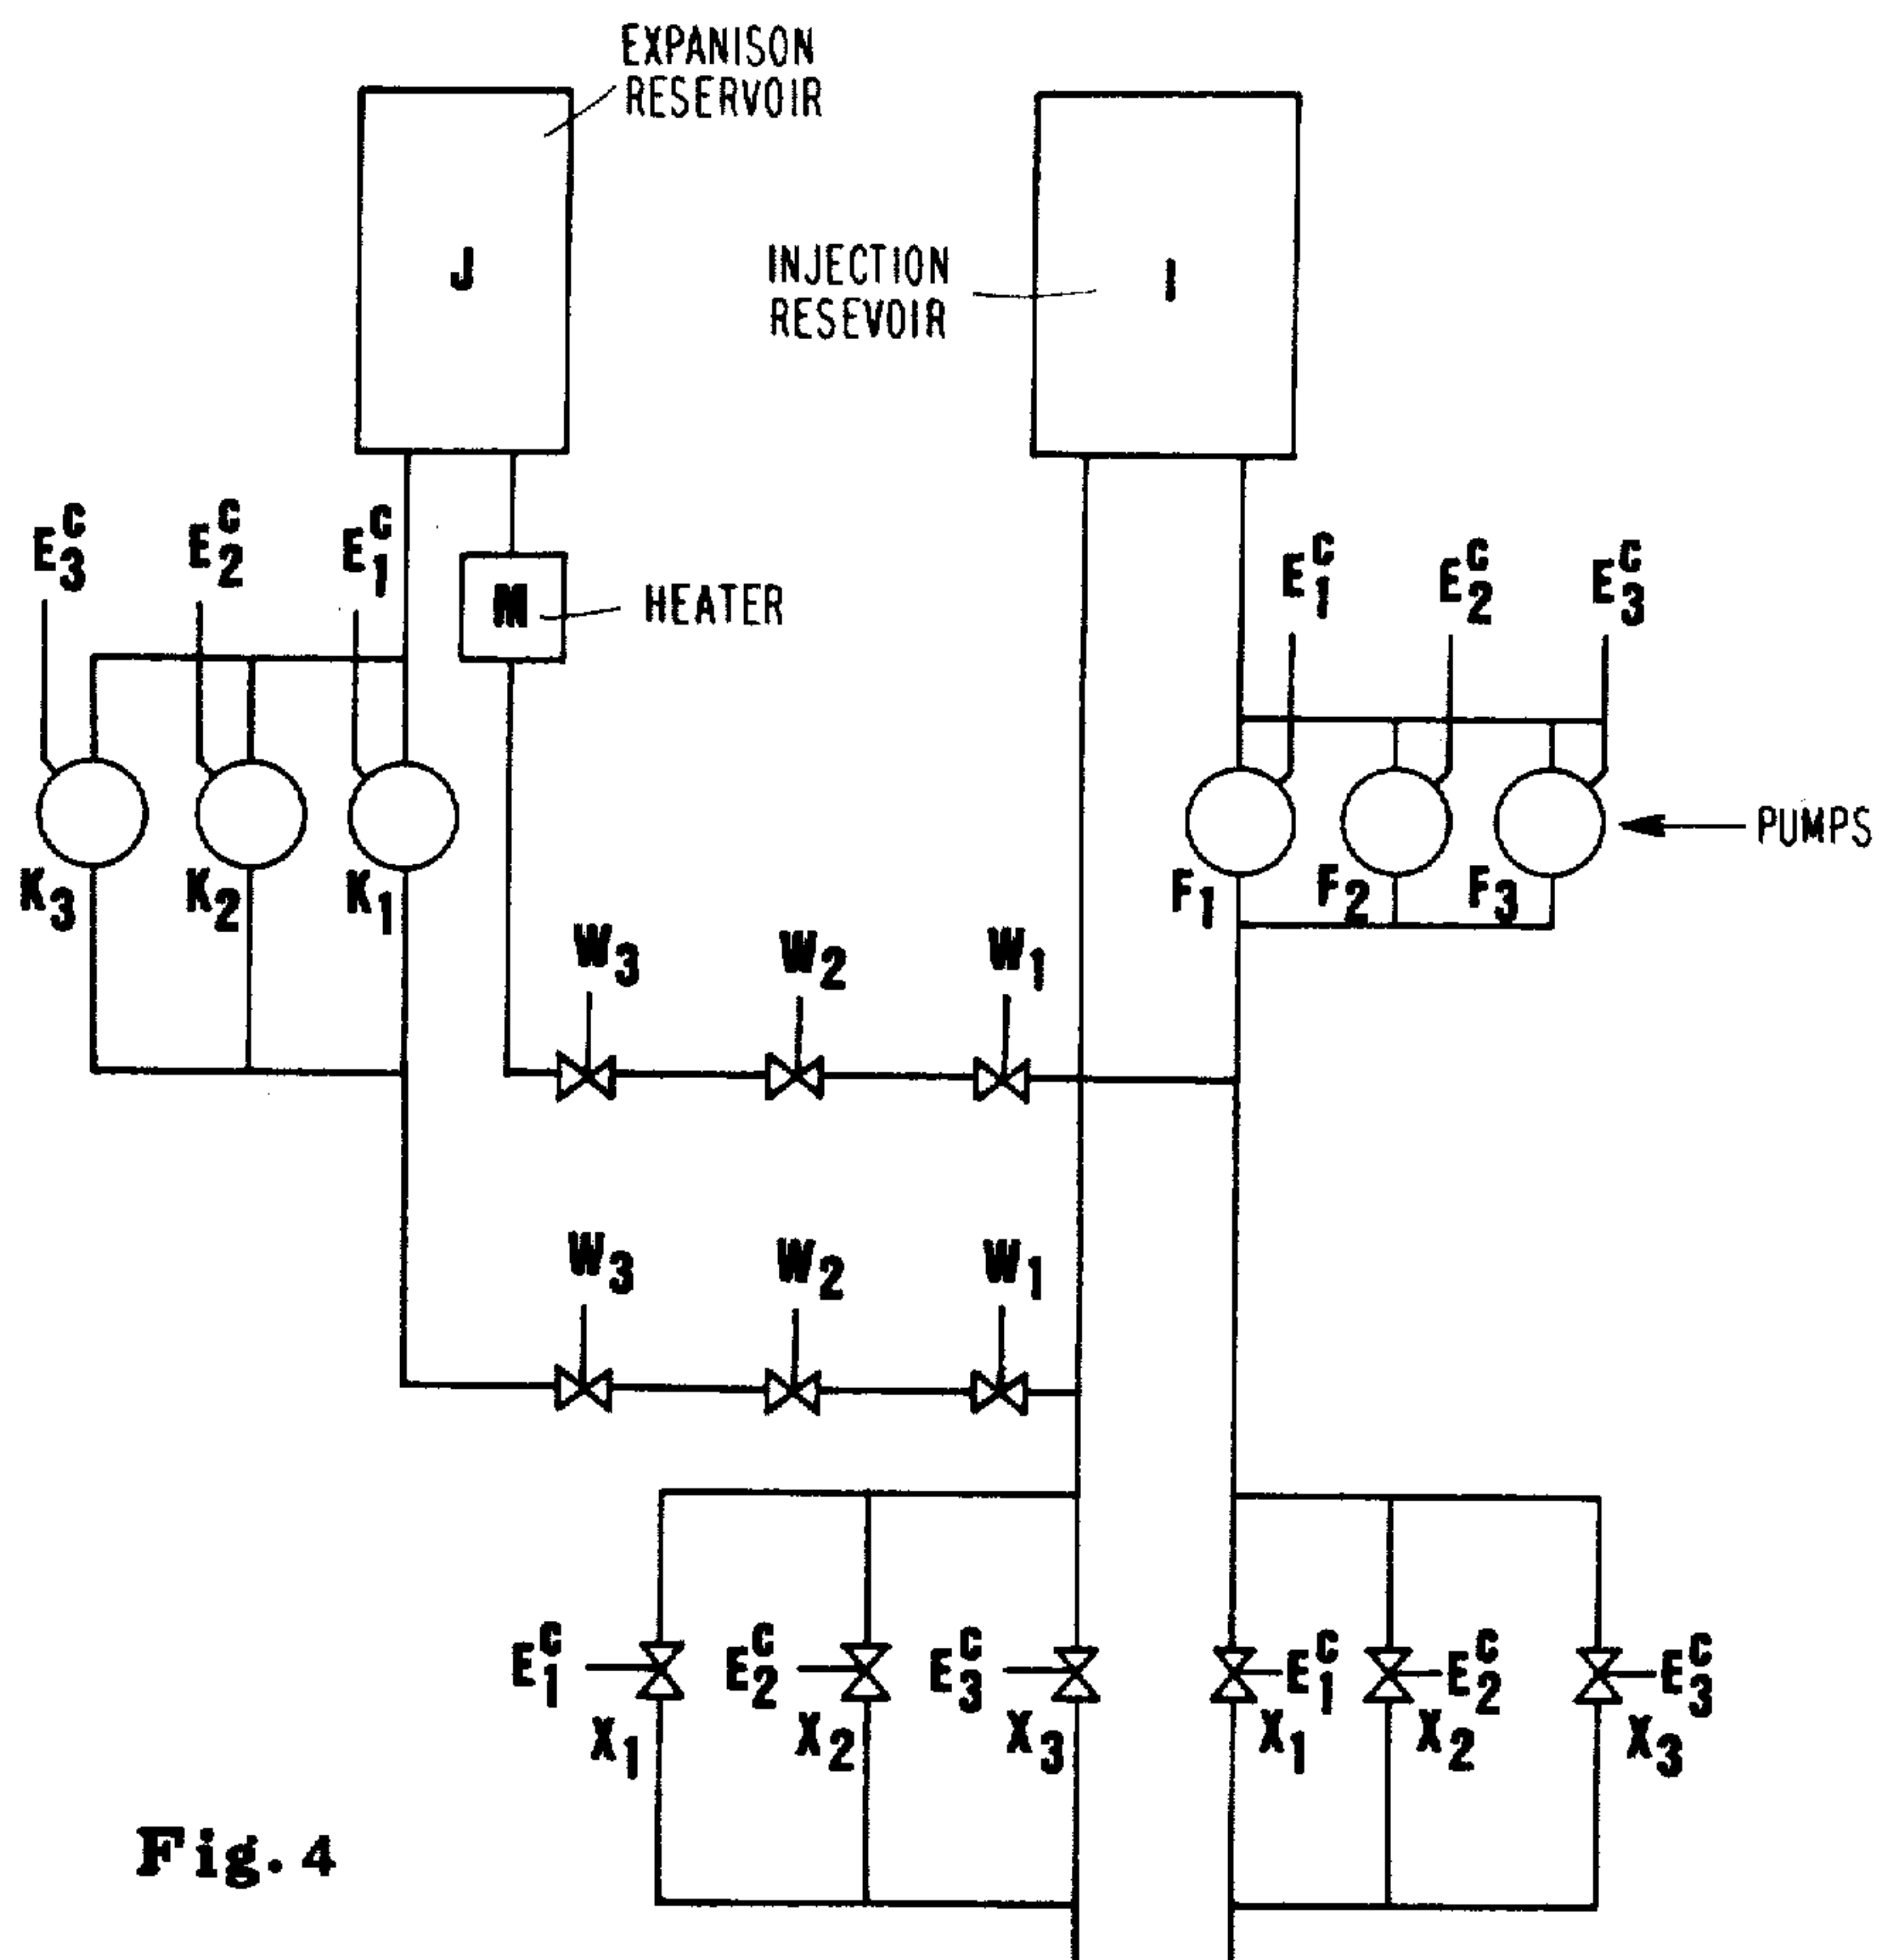 EXPANISON
RESERVOIR
J
INJECTION
RESEVOIR
I
E₃ᶜ E₂ᶜ E₁ᶜ
M
HEATER
E₁ᶜ E₂ᶜ E₃ᶜ
PUMPS
K₃ K₂ K₁
F₁ F₂ F₃
W₃ W₂ W₁
W₃ W₂ W₁
E₁ᶜ E₂ᶜ E₃ᶜ E₁ᶜ E₂ᶜ E₃ᶜ
X₁ X₂ X₃ X₁ X₂ X₃
Fig. 4